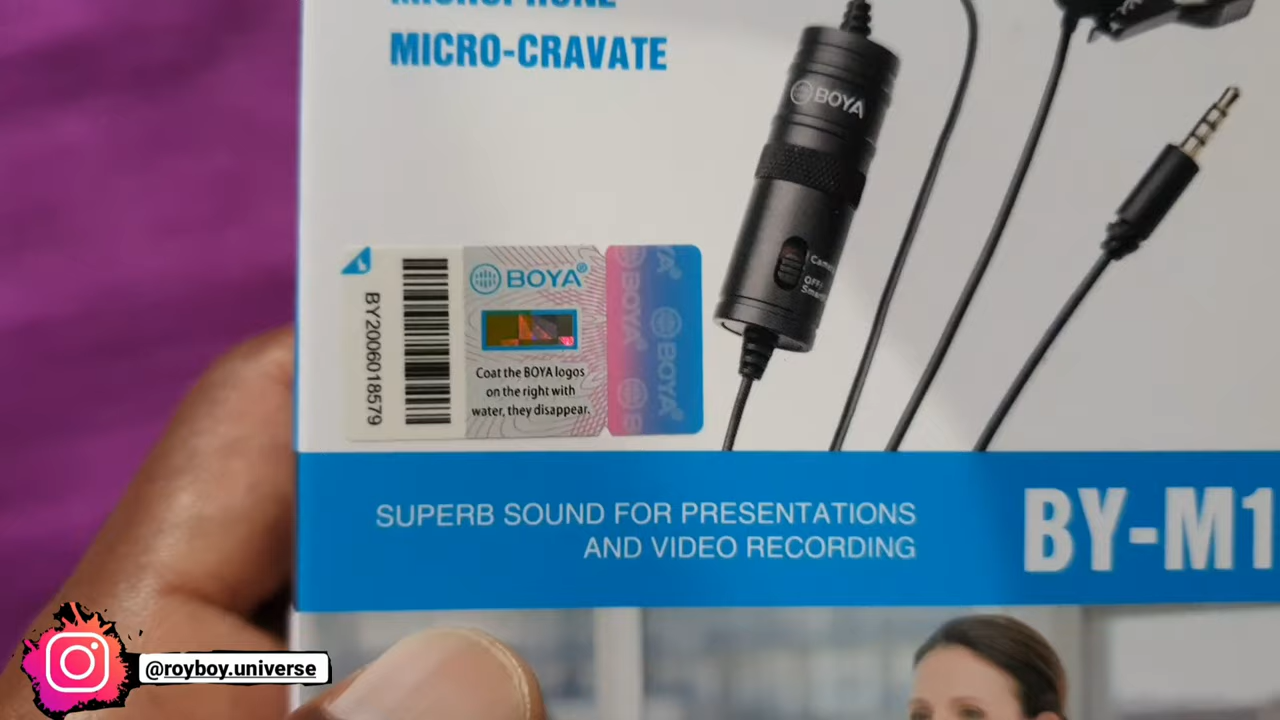 MICROPHONE
MICRO-CRAVATE
BOYA
BY2006018579
BOYA®
Coat the BOYA logos
on the right with
water, they disappear.
BOYA
BOYA
SUPERB SOUND FOR PRESENTATIONS
AND VIDEO RECORDING
BY-M1
@royboy.universe